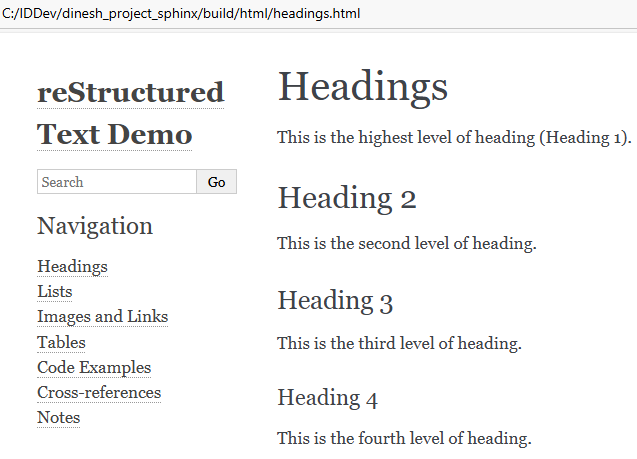 C:/IDDev/dinesh_project_sphinx/build/html/headings.html
reStructured
Text Demo
Search
Go
Navigation
Headings
Lists
Images and Links
Tables
Code Examples
Cross-references
Notes
Headings
This is the highest level of heading (Heading 1).
Heading 2
This is the second level of heading.
Heading 3
This is the third level of heading.
Heading 4
This is the fourth level of heading.